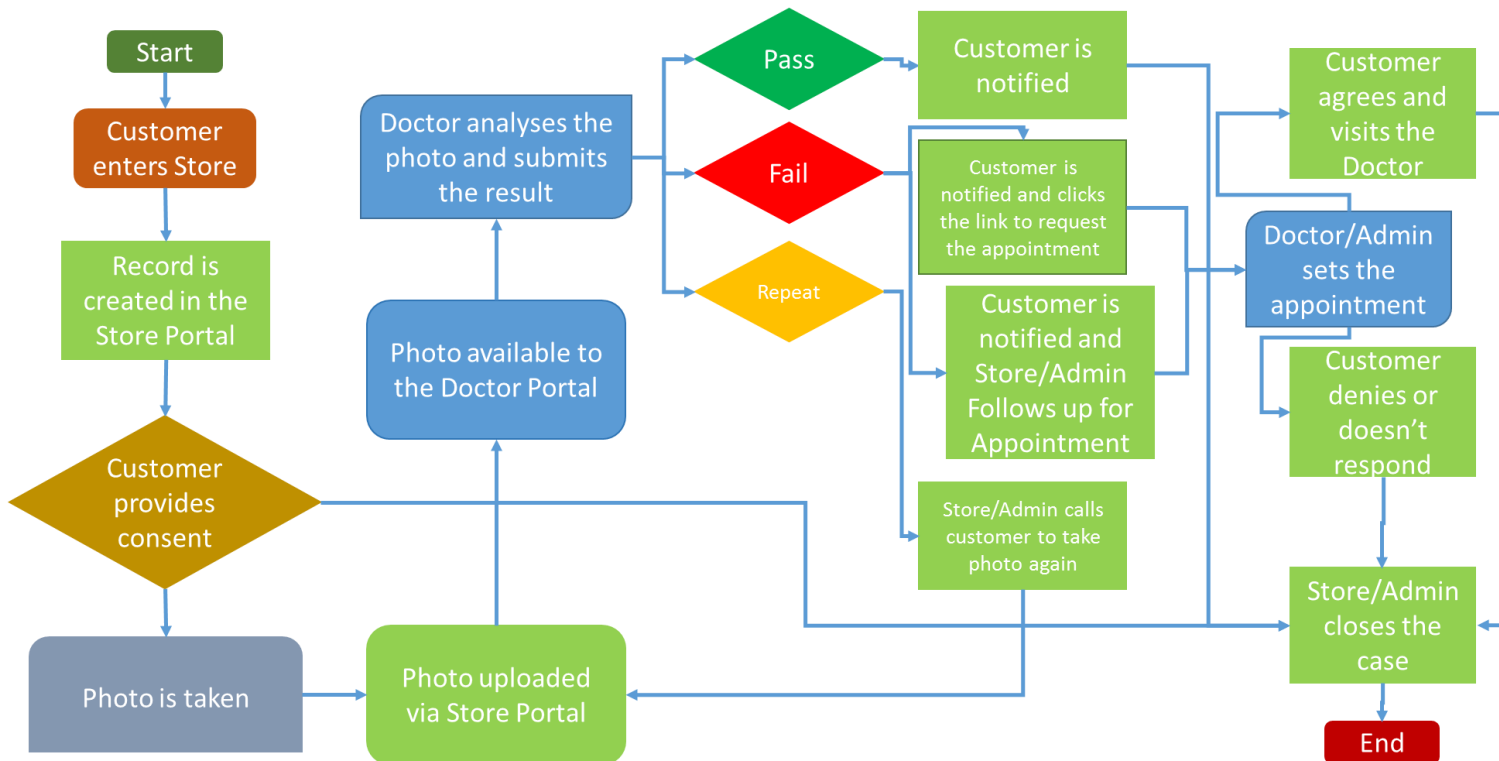 Start
Customer
enters Store
Record is
created in the
Store Portal
Customer
provides
consent
Photo is taken
Photo uploaded
via Store Portal
Photo available to
the Doctor Portal
Doctor analyses the
photo and submits
the result
Pass
Fail
Repeat
Customer is
notified
Customer is
notified and clicks
the link to request
the appointment
Customer is
notified and
Store/Admin
Follows up for
Appointment
Store/Admin calls
customer to take
photo again
Customer
agrees and
visits the
Doctor
Doctor/Admin
sets the
appointment
Customer
denies or
doesn’t
respond
Store/Admin
closes the
case
End